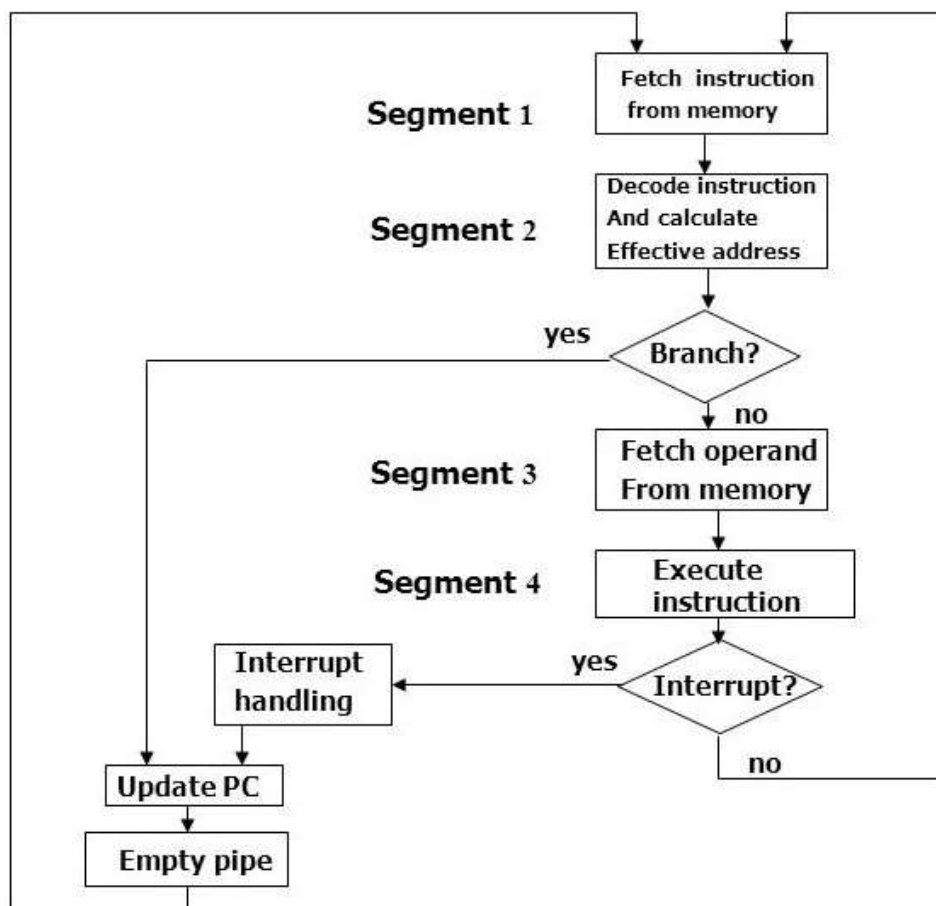 Fetch instruction
from memory
Segment 1
Decode instruction
And calculate
Effective address
Segment 2
yes
Branch?
no
Fetch operand
From memory
Segment 3
Execute
instruction
Segment 4
Interrupt
handling
yes
Interrupt?
no
Update PC
Empty pipe